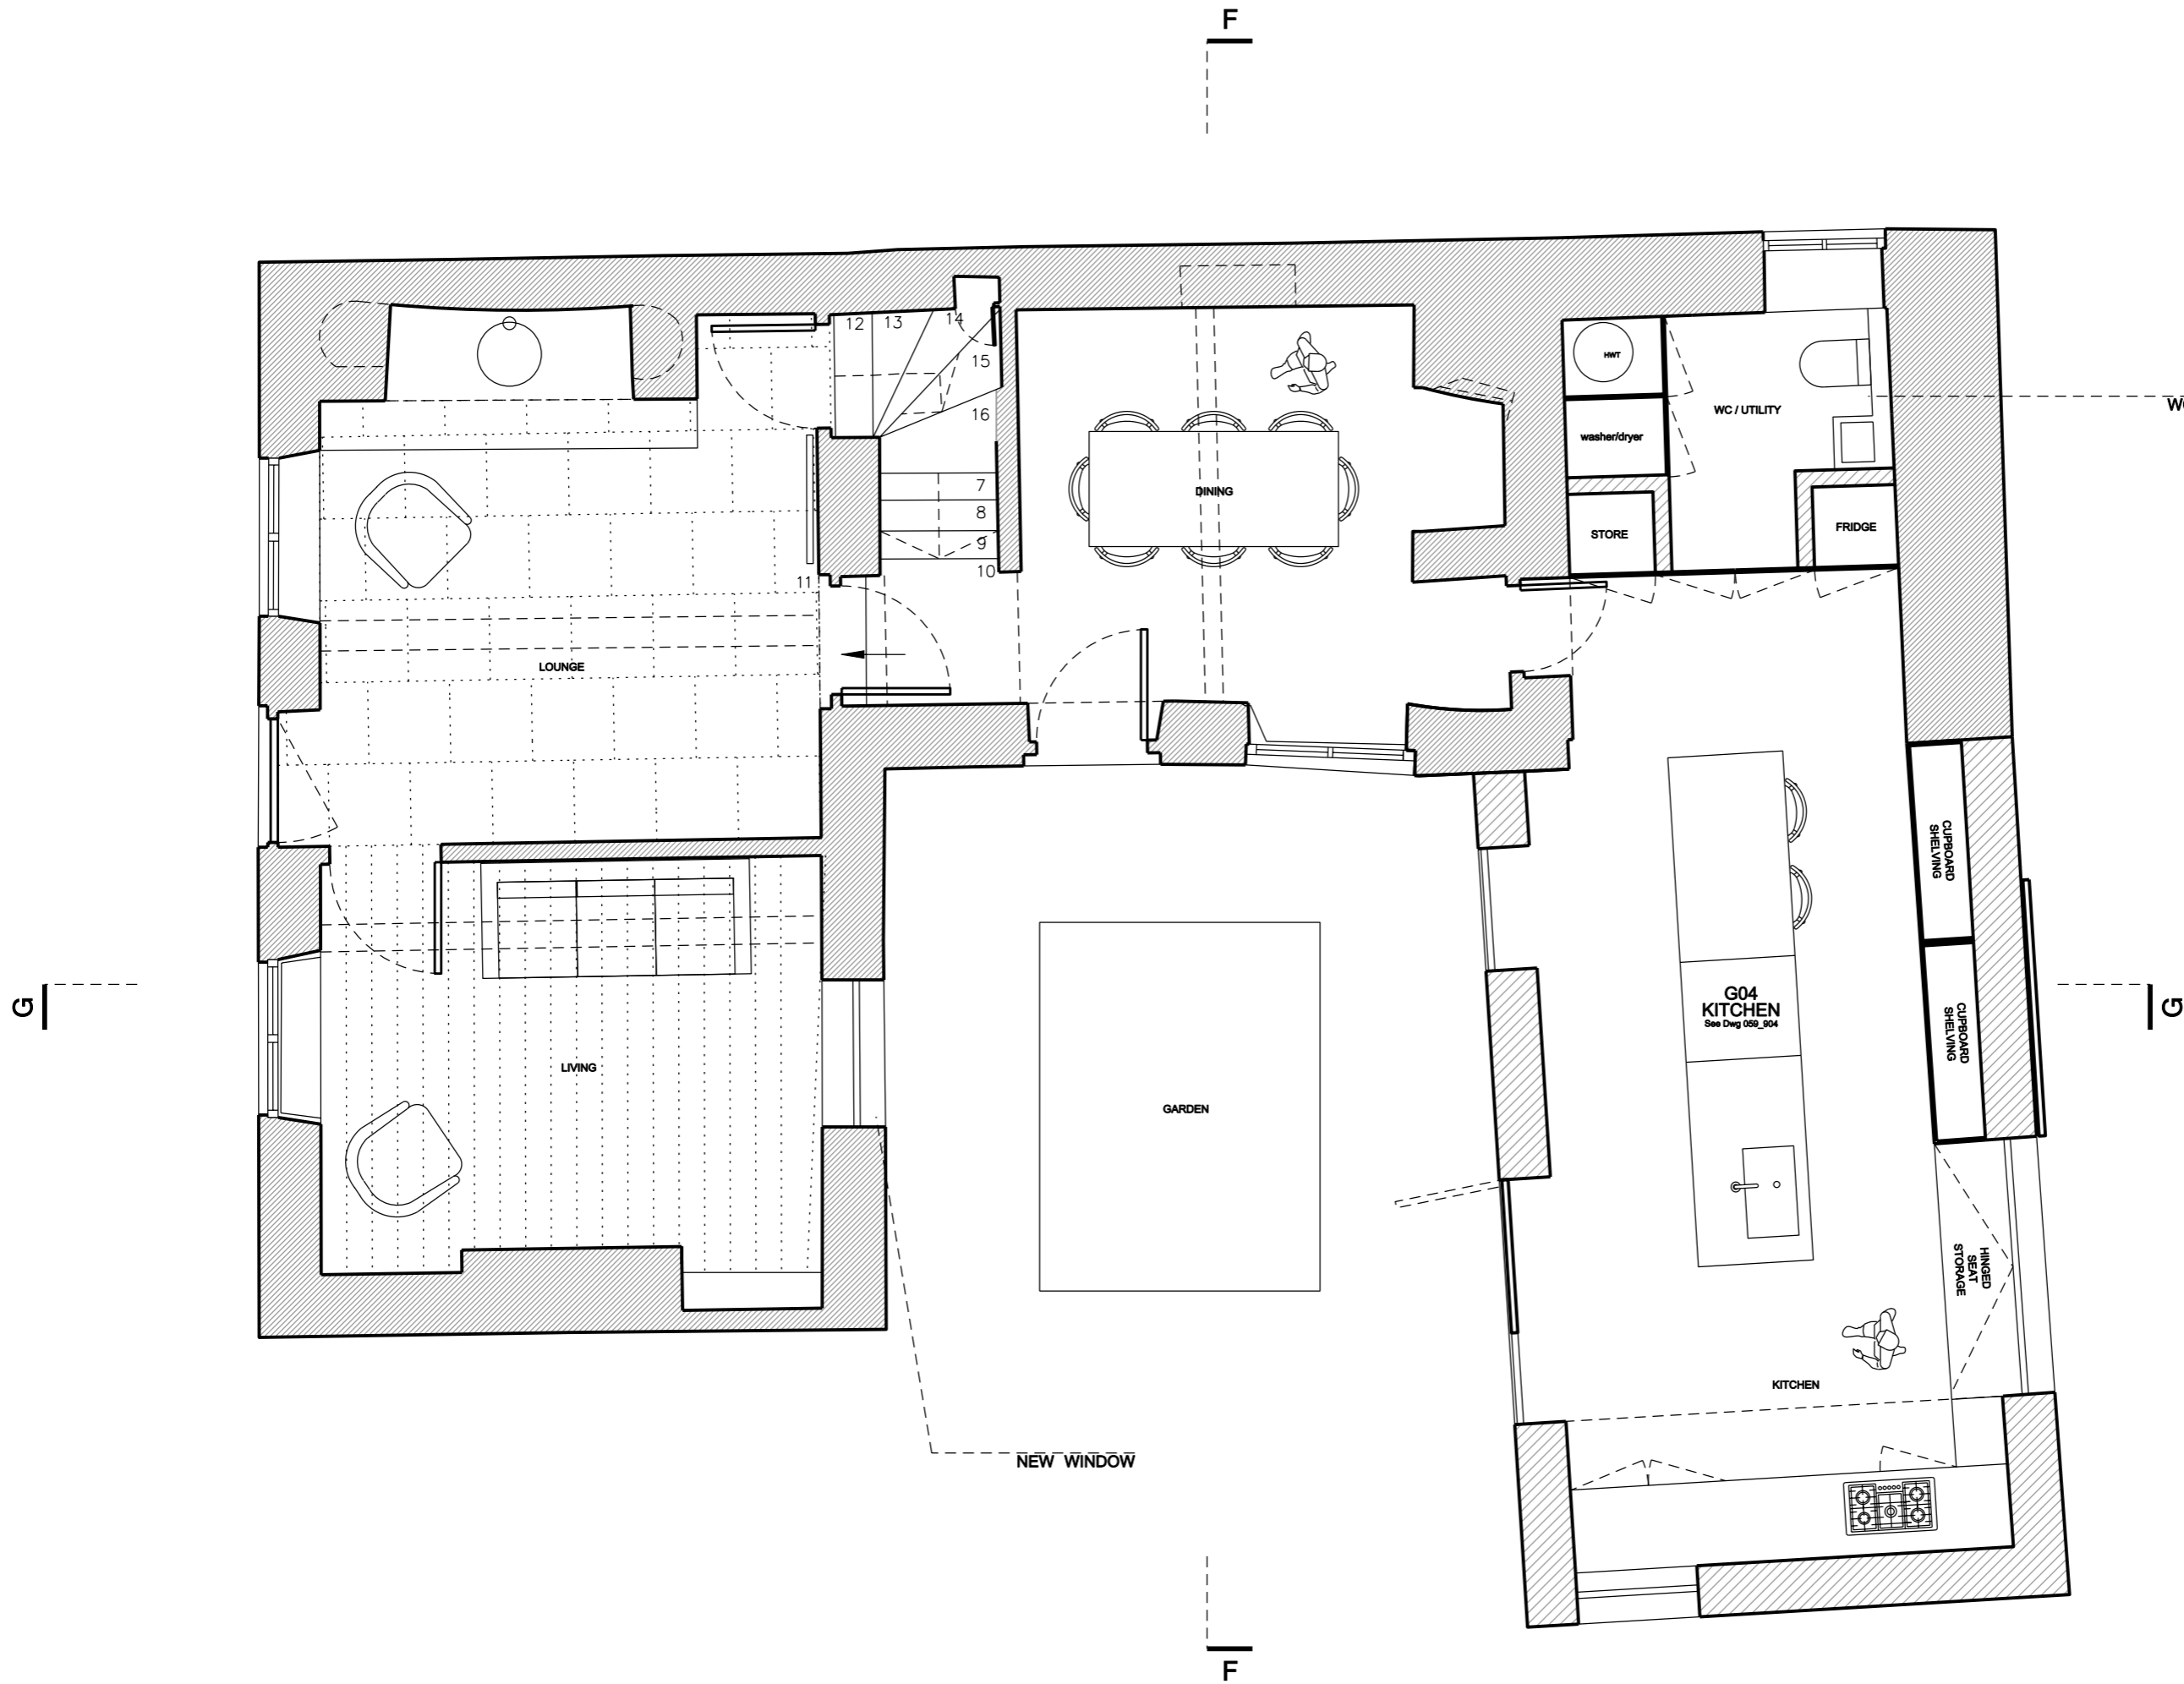 F
12
13
14
15
16
7
8
9
10
11
HWT
washer/dryer
STORE
WC / UTILITY
FRIDGE
DINING
LOUNGE
LIVING
GARDEN
G04
KITCHEN
See Dwg 059_904
CUPBOARD
SHELVING
CUPBOARD
SHELVING
HINGED
SEAT
STORAGE
KITCHEN
NEW WINDOW
G
G
F